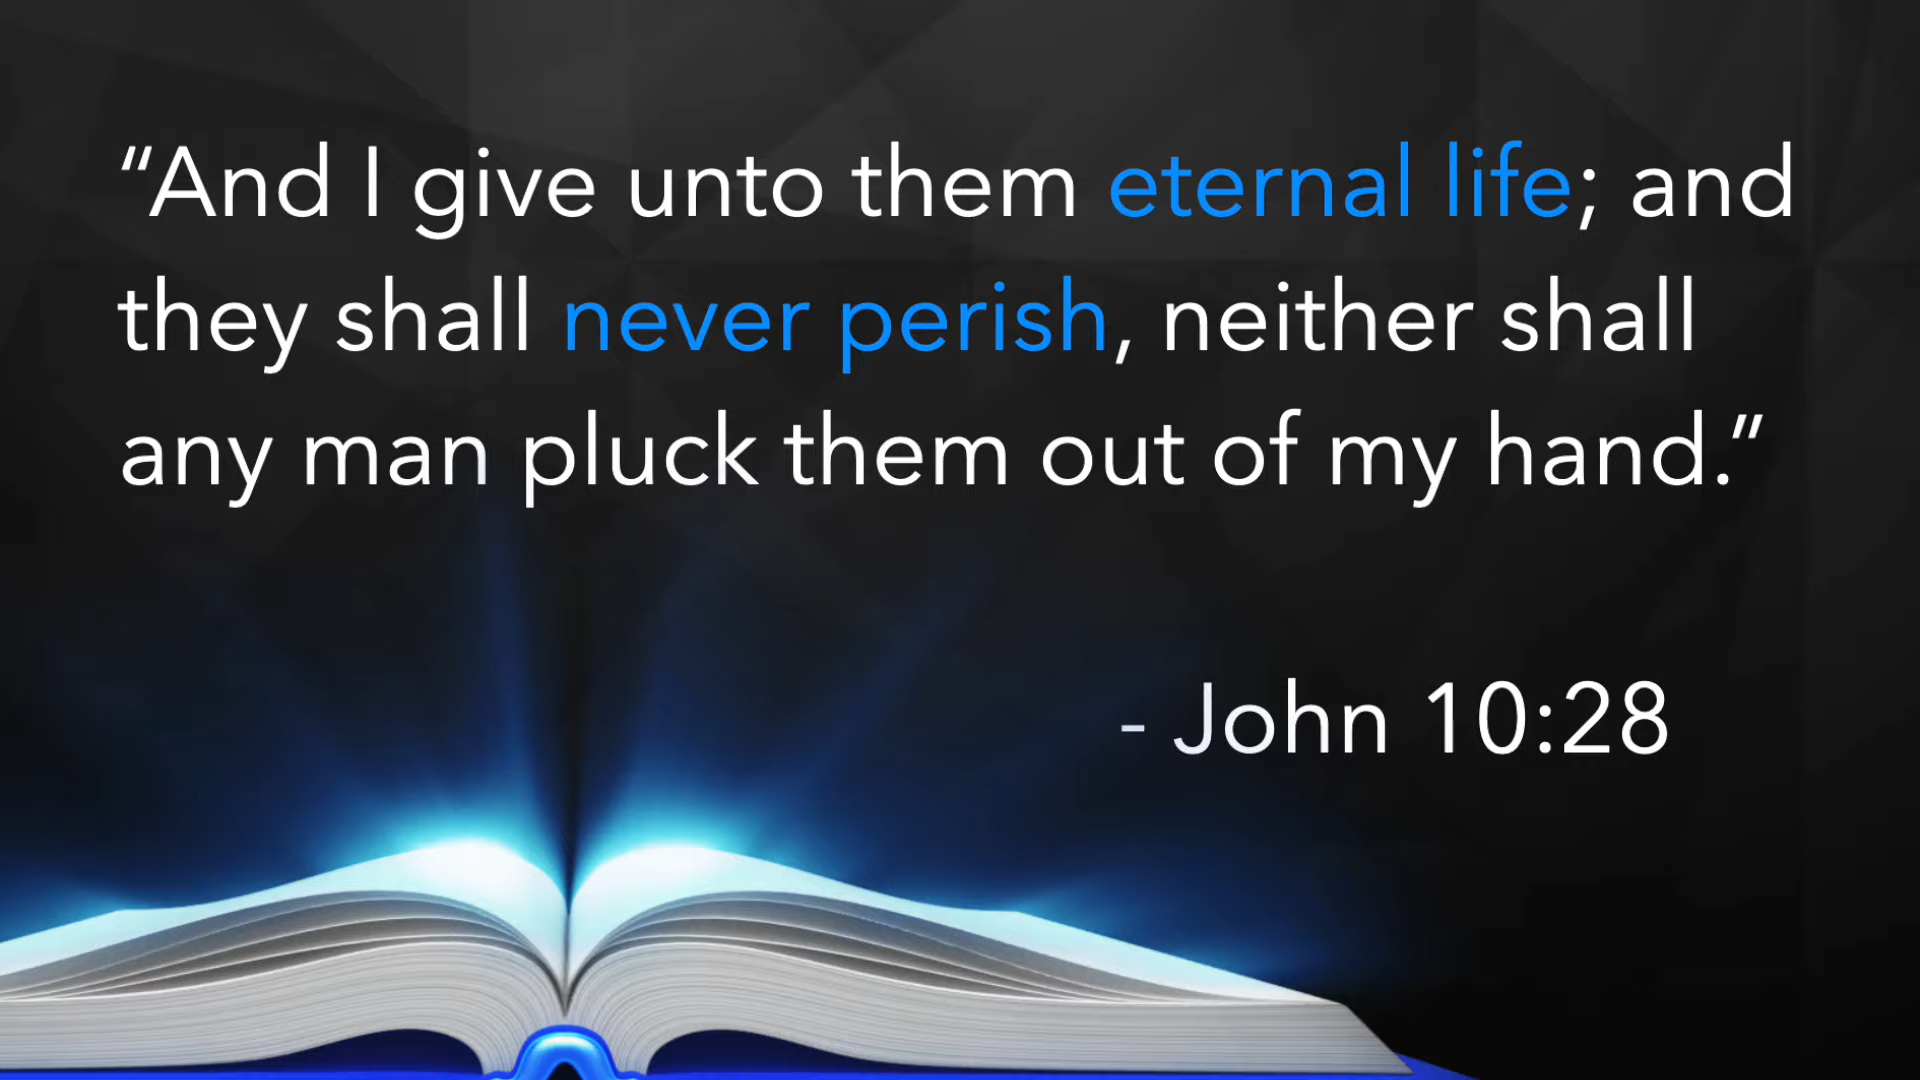 “And I give unto them eternal life; and
they shall never perish, neither shall
any man pluck them out of my hand.”
- John 10:28